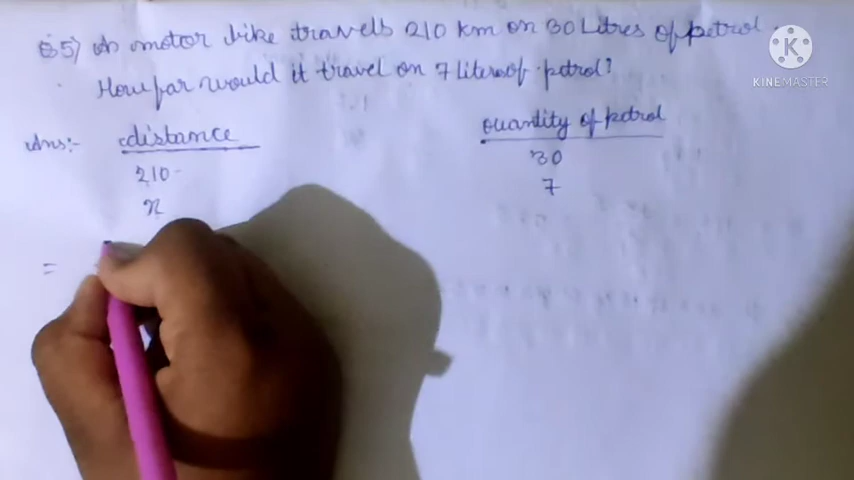 Q5) A motor bike travels 210 km on 30 Litres of petrol.
How far would it travel on 7 liters of petrol?
Ans:- distance quantity of petrol
210 30
x 7
=
KINEMASTER